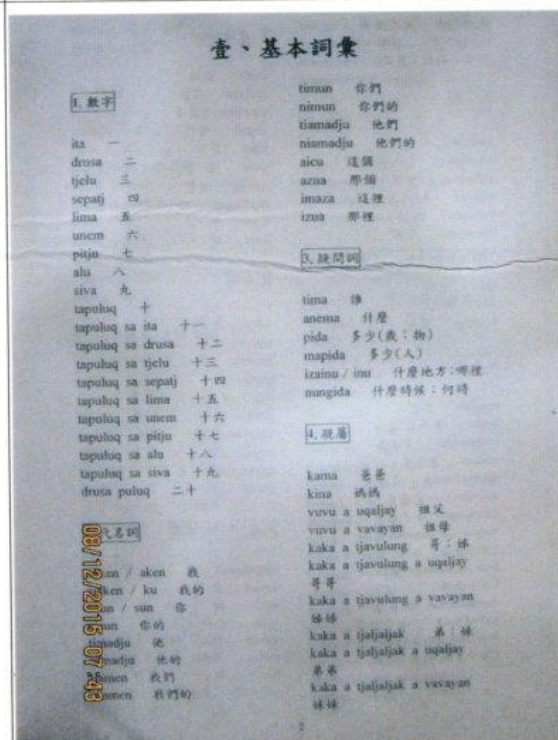 壹、基本詞彙
1. 數字
ita 一
drusa 二
tjelu 三
sepatj 四
lima 五
unem 六
pitju 七
alu 八
siva 九
tapuluq 十
tapuluq sa ita 十一
tapuluq sa drusa 十二
tapuluq sa tjelu 十三
tapuluq sa sepatj 十四
tapuluq sa lima 十五
tapuluq sa unem 十六
tapuluq sa pitju 十七
tapuluq sa alu 十八
tapuluq sa siva 十九
drusa puluq 二十
代名詞
/ aken 我
/ ku 我的
/ sun 你
你的
timadju 他
他的
我們
我們的
timun 你們
nimun 你們的
tiamadju 他們
niamadju 他們的
aicu 這個
azua 那個
imaza 這裡
izua 那裡
3. 疑問詞
tima 誰
anema 什麼
pida 多少(歲；物)
mapida 多少(人)
izainu / inu 什麼地方；哪裡
nungida 什麼時候；何時
4. 親屬
kama 爸爸
kina 媽媽
vuvu a uqaljay 祖父
vuvu a vavayan 祖母
kaka a tjavulung 哥；姊
kaka a tjavulung a uqaljay
哥哥
kaka a tjavulung a vavayan
姊姊
kaka a tjaljaljak 弟；妹
kaka a tjaljaljak a uqaljay
弟弟
kaka a tjaljaljak a vavayan
妹妹
08/12/2015 07:43